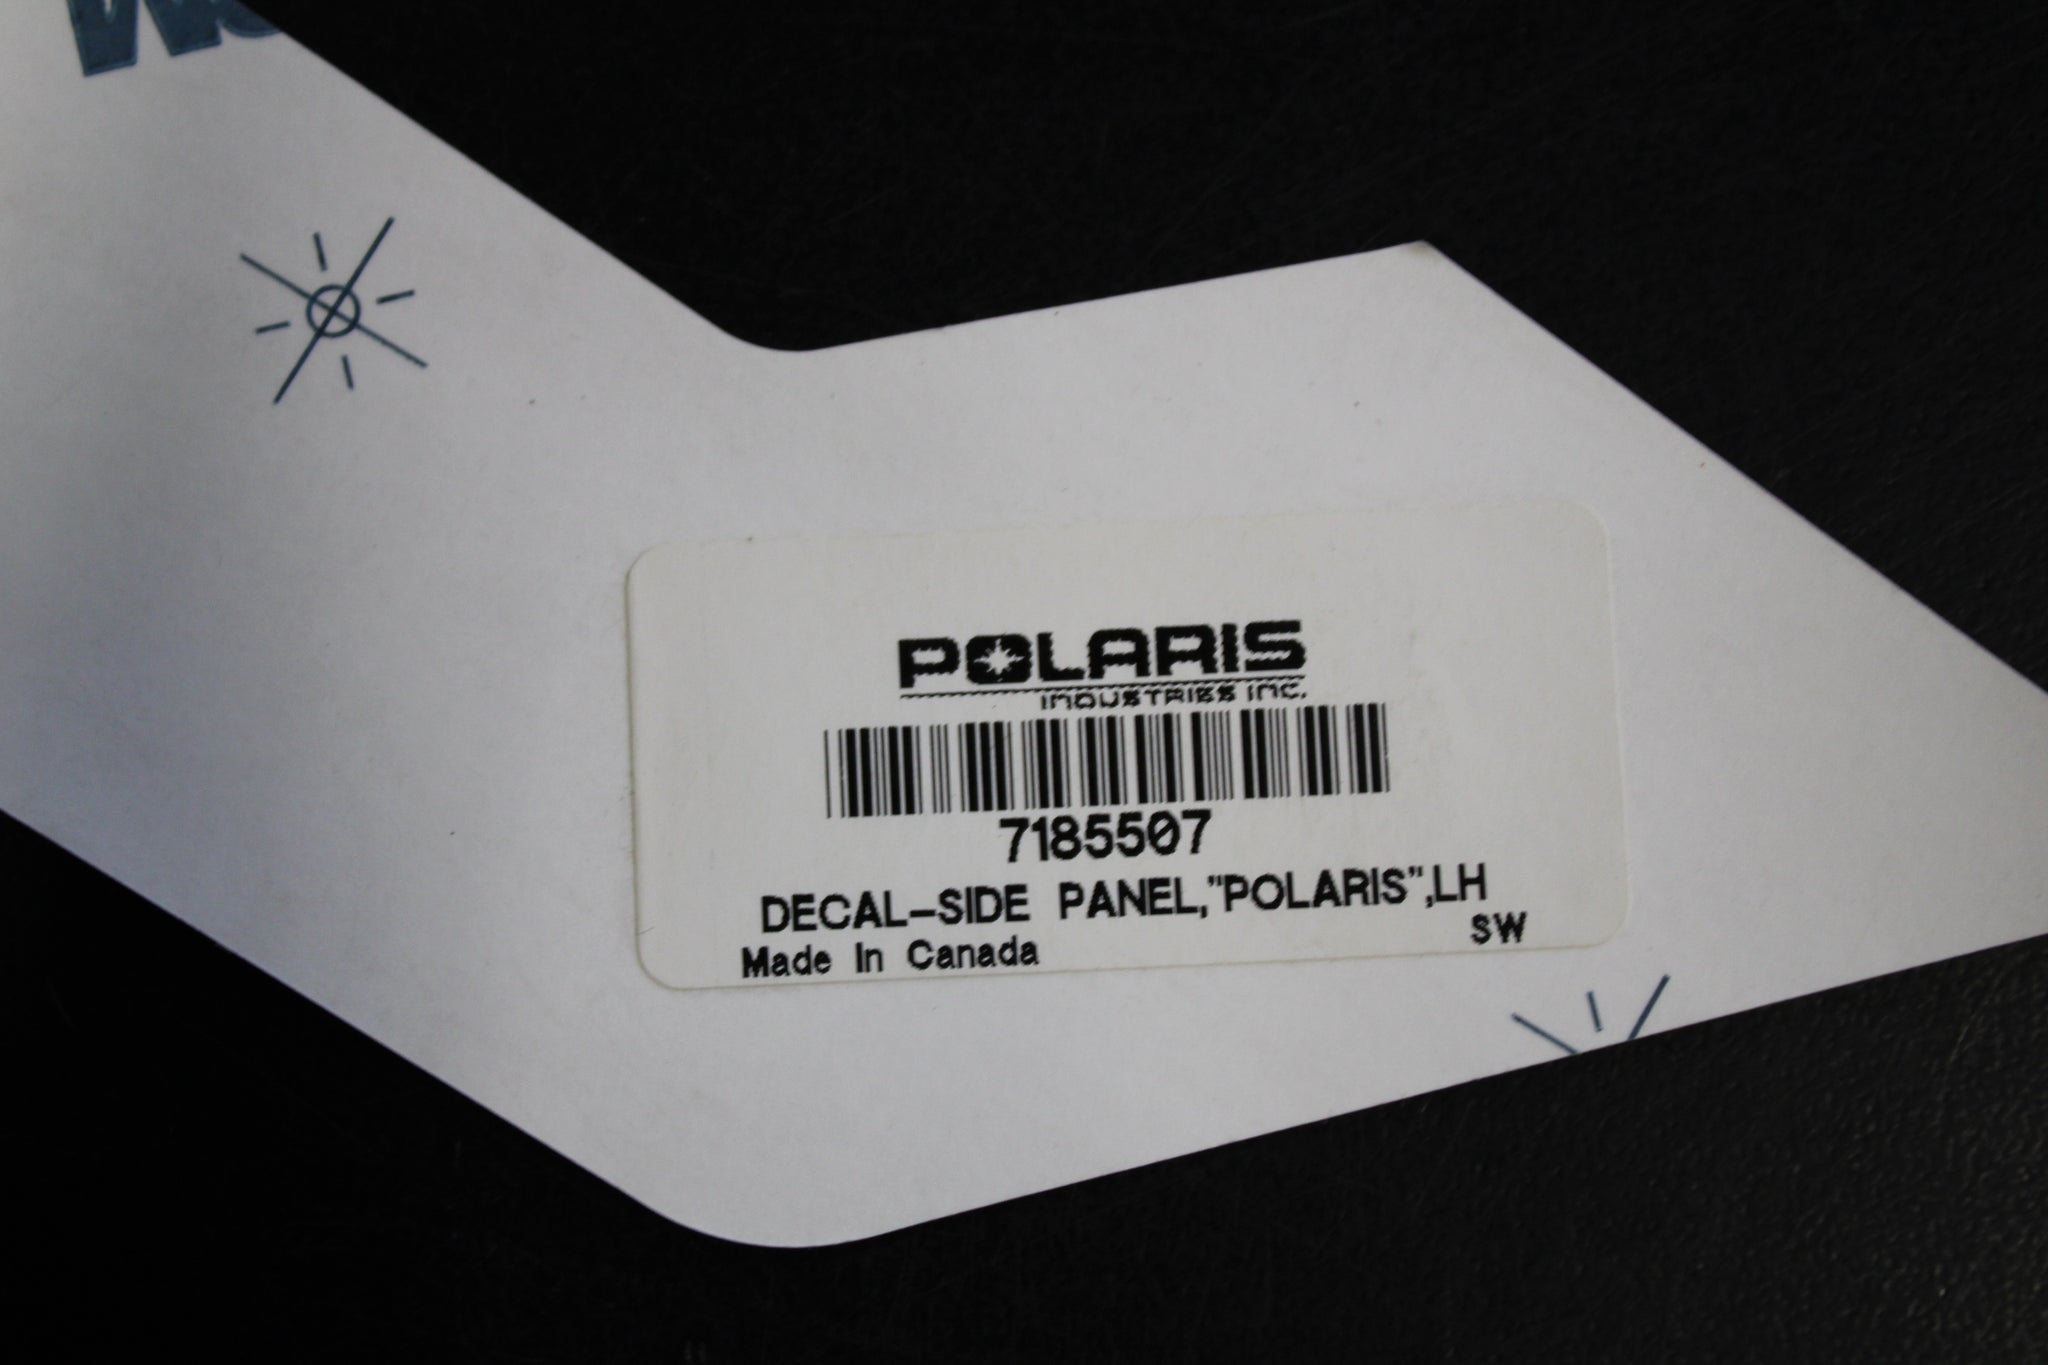 POLARIS
INDUSTRIES INC.
7185507
DECAL-SIDE PANEL,"POLARIS",LH
SW
Made In Canada